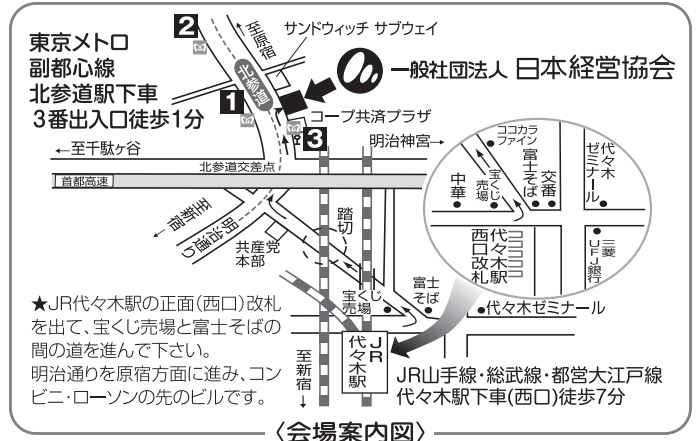 2
至原宿
サンドウィッチ サブウェイ
東京メトロ
副都心線
北参道駅下車
3番出入口徒歩1分
北参道
一般社団法人 日本経営協会
1
コープ共済プラザ
3
明治神宮→
←至千駄ヶ谷
北参道交差点
首都高速
至新宿
明治通り
共産党
本部
踏切
ココカラ
ファイン
代々木
ゼミナール
富士そば
交番
宝くじ
売場
中華
代々木駅
西口改札
三菱
UFJ銀行
宝くじ
売場
富士
そば
代々木ゼミナール
★JR代々木駅の正面(西口)改札
を出て、宝くじ売場と富士そばの
間の道を進んで下さい。
明治通りを原宿方面に進み、コン
ビニ・ローソンの先のビルです。
至新宿
JR
代々木駅
JR山手線・総武線・都営大江戸線
代々木駅下車(西口)徒歩7分
〈会場案内図〉